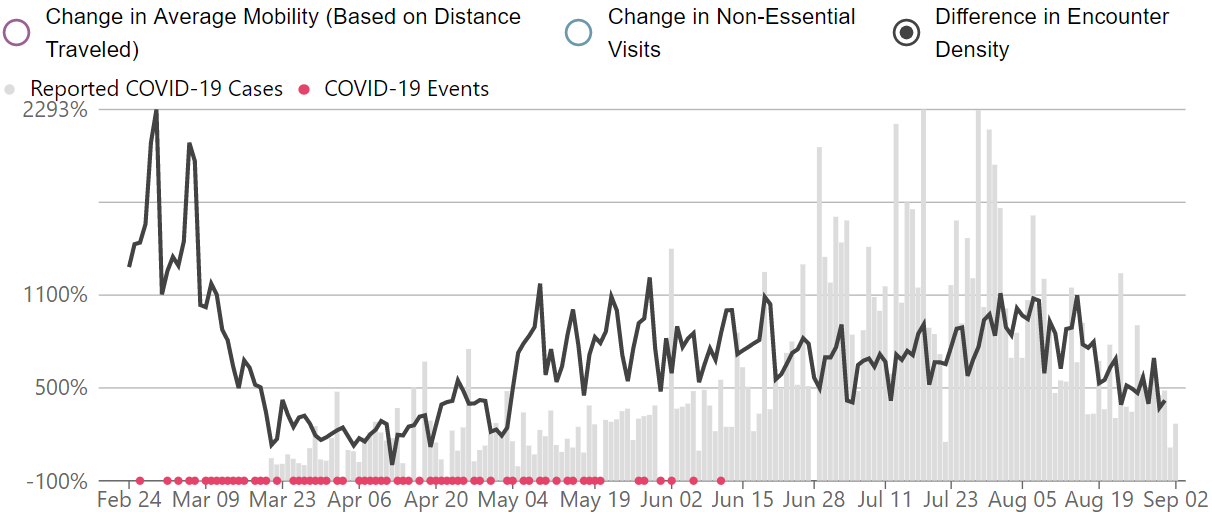 Change in Average Mobility (Based on Distance
Traveled)
Change in Non-Essential
Visits
Difference in Encounter
Density
Reported COVID-19 Cases
COVID-19 Events
2293%
1100%
500%
-100%
Feb 24 Mar 09 Mar 23 Apr 06 Apr 20 May 04 May 19 Jun 02 Jun 15 Jun 28 Jul 11 Jul 23 Aug 05 Aug 19 Sep 02